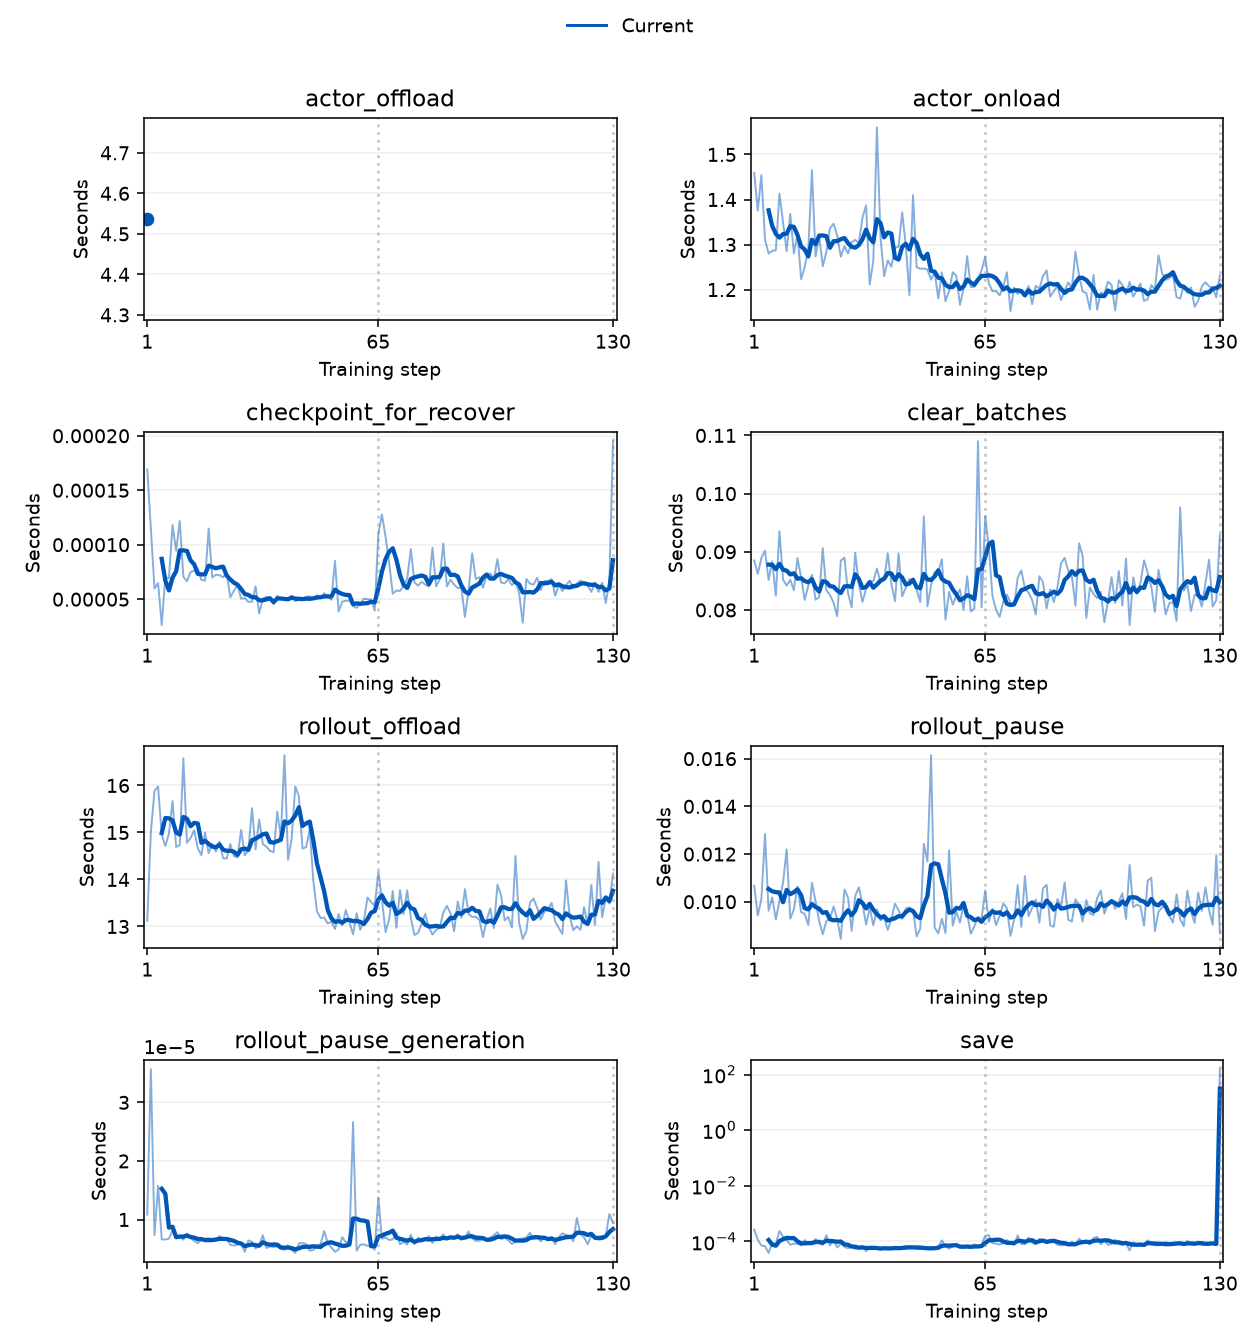 Current
actor_offload
Seconds
4.7
4.6
4.5
4.4
4.3
1 65 130
Training step
actor_onload
Seconds
1.5
1.4
1.3
1.2
1 65 130
Training step
checkpoint_for_recover
Seconds
0.00020
0.00015
0.00010
0.00005
1 65 130
Training step
clear_batches
Seconds
0.11
0.10
0.09
0.08
1 65 130
Training step
rollout_offload
Seconds
16
15
14
13
1 65 130
Training step
rollout_pause
Seconds
0.016
0.014
0.012
0.010
1 65 130
Training step
rollout_pause_generation
1e−5
Seconds
3
2
1
1 65 130
Training step
save
Seconds
10²
10⁰
10⁻²
10⁻⁴
1 65 130
Training step